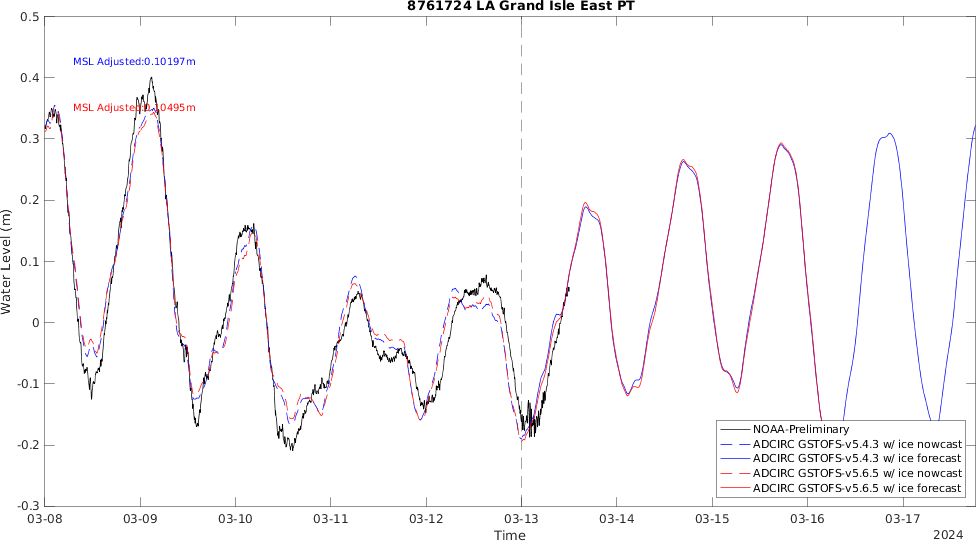 8761724 LA Grand Isle East PT
0.5
MSL Adjusted:0.10197m
0.4
MSL Adjusted:0.10495m
0.3
0.2
0.1
Water Level (m)
0
-0.1
-0.2
-0.3
NOAA-Preliminary
ADCIRC GSTOFS-v5.4.3 w/ ice nowcast
ADCIRC GSTOFS-v5.4.3 w/ ice forecast
ADCIRC GSTOFS-v5.6.5 w/ ice nowcast
ADCIRC GSTOFS-v5.6.5 w/ ice forecast
03-08 03-09 03-10 03-11 03-12 03-13 03-14 03-15 03-16 03-17
Time
2024